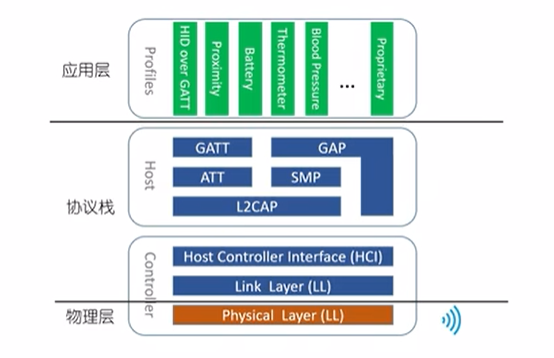 应用层
Profiles
HID over GATT
Proximity
Battery
Thermometer
Blood Pressure
...
Proprietary
协议栈
Host
GATT
GAP
ATT
SMP
L2CAP
Controller
Host Controller Interface (HCI)
Link Layer (LL)
物理层
Physical Layer (LL)